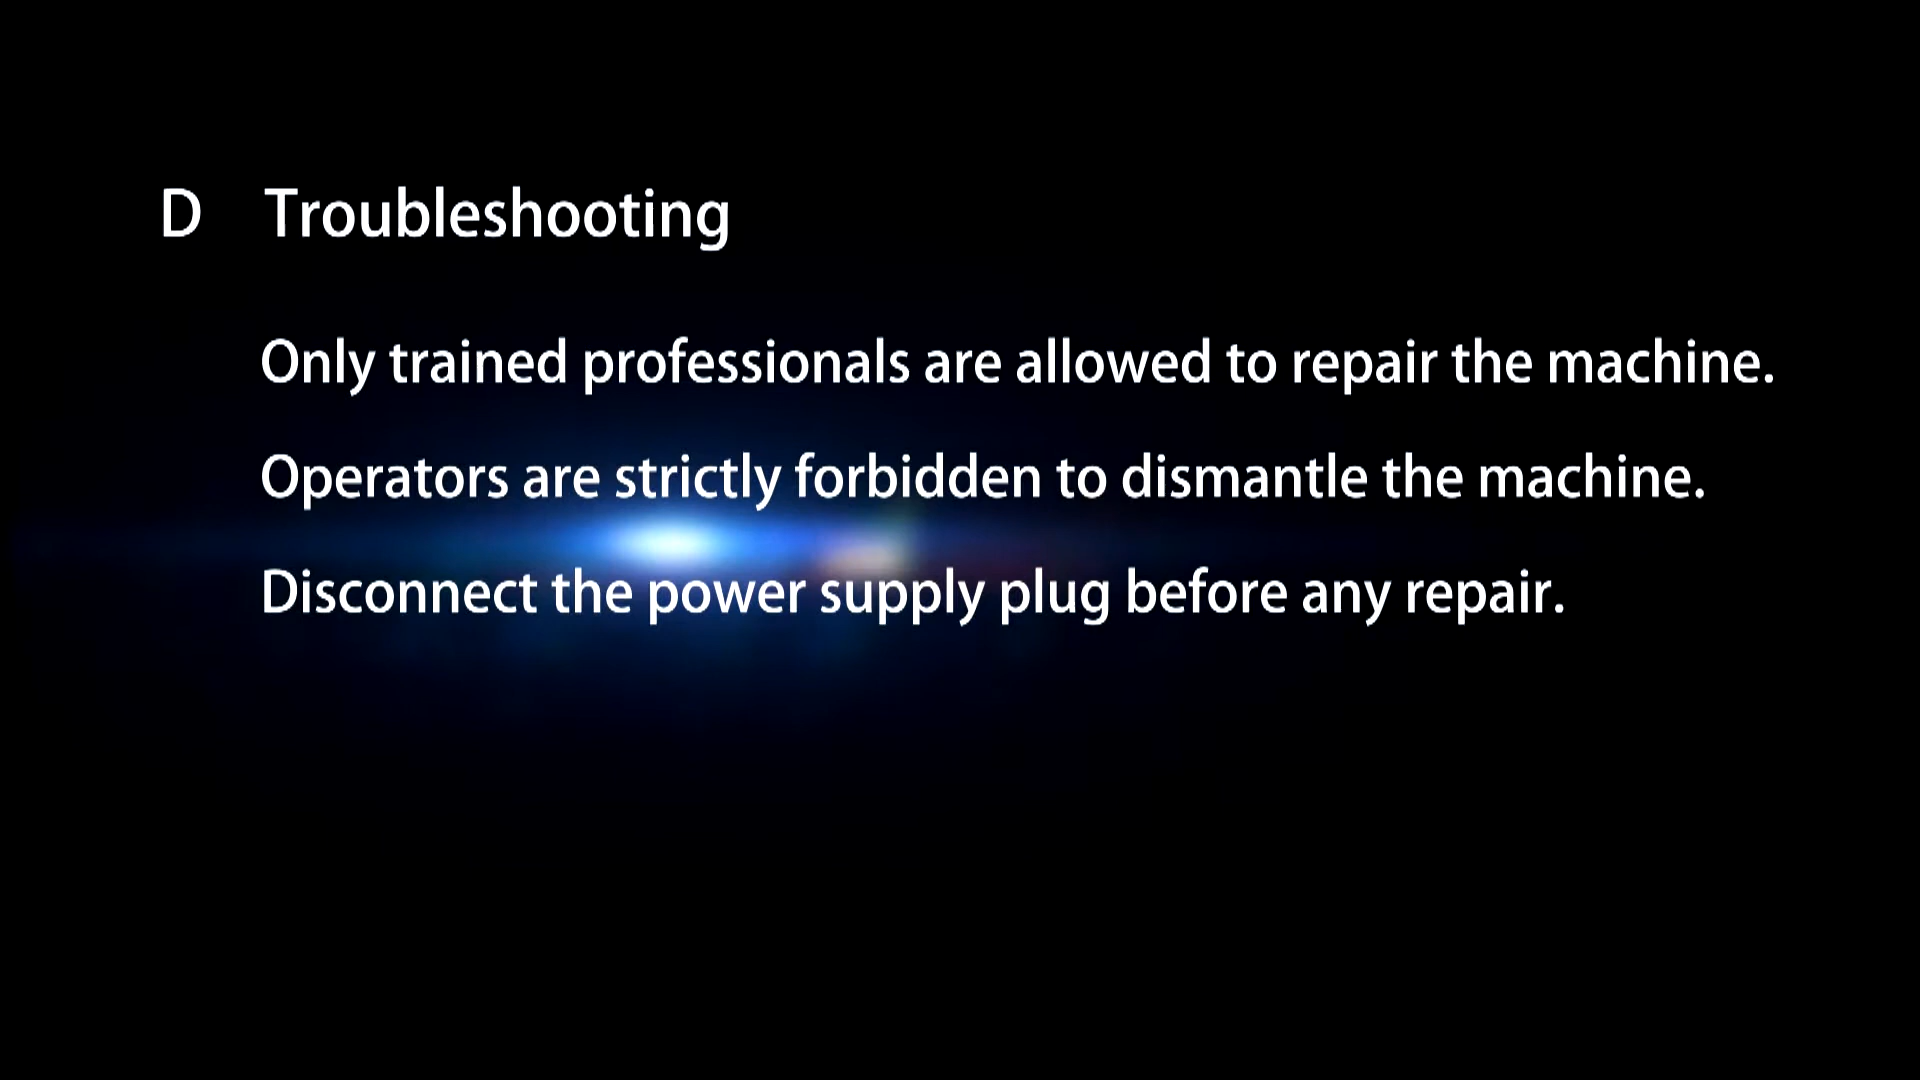 D Troubleshooting
Only trained professionals are allowed to repair the machine.
Operators are strictly forbidden to dismantle the machine.
Disconnect the power supply plug before any repair.